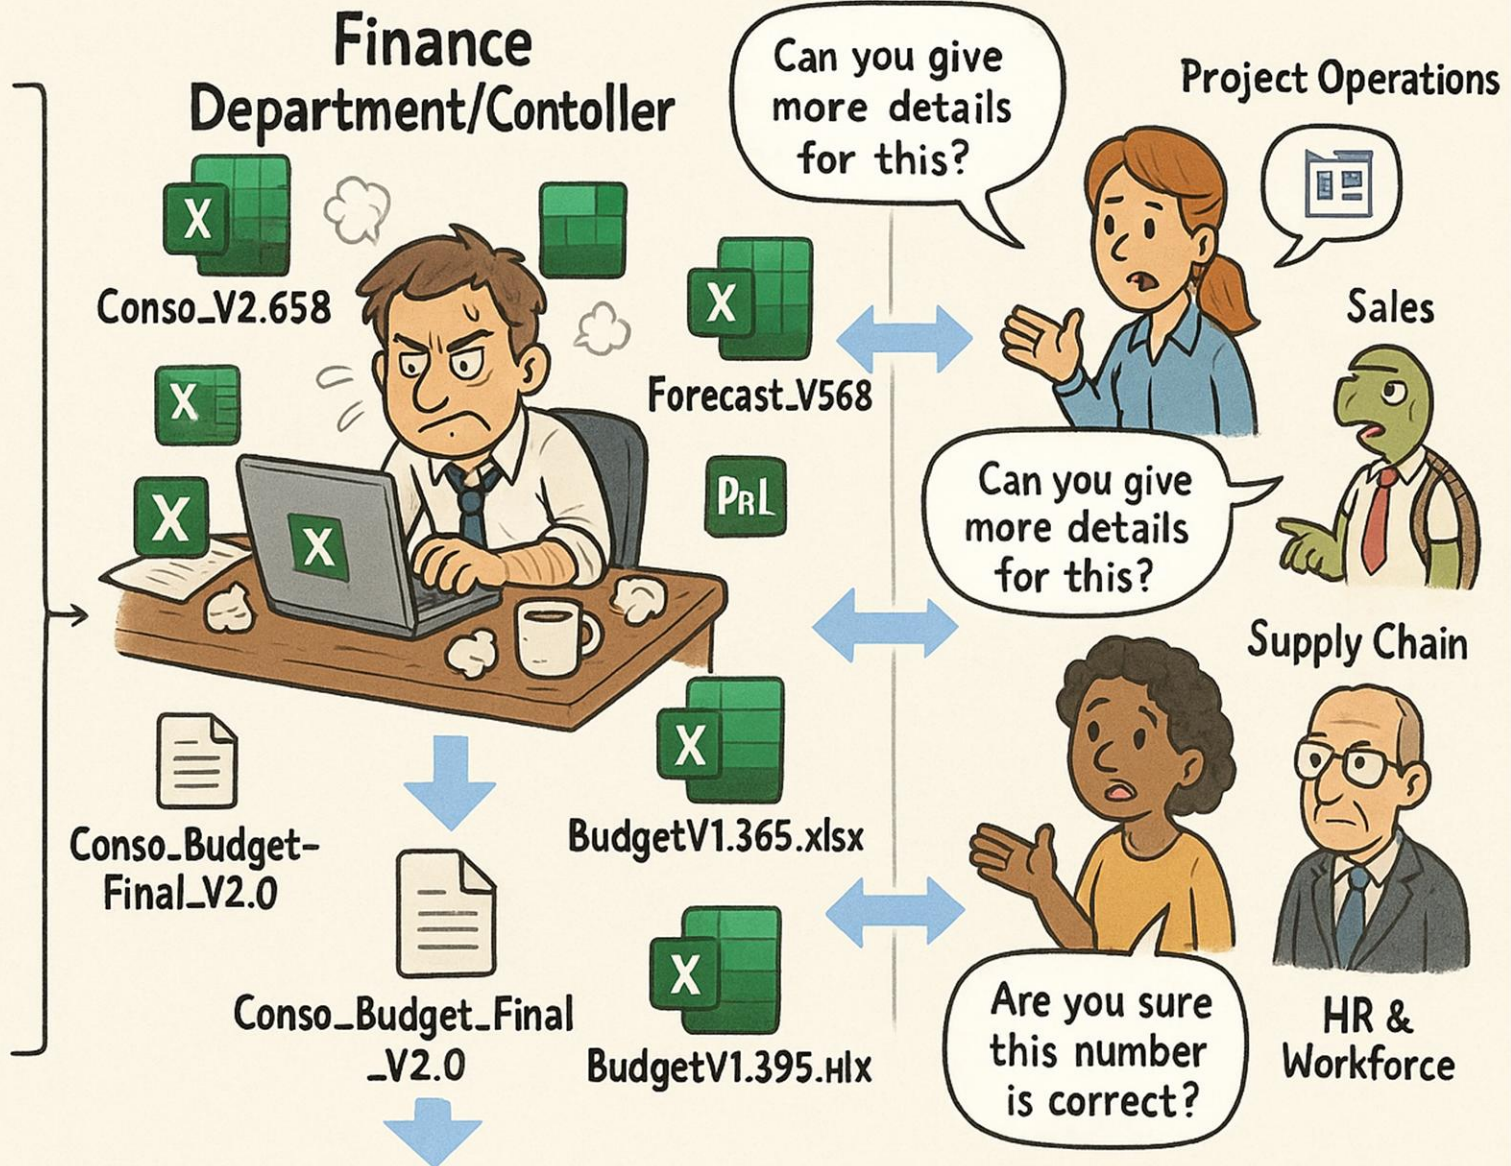 Finance
Department/Contoller
Can you give
more details
for this?
Project Operations
X
Conso_V2.658
X
Forecast_V568
Sales
X
X
X
PRL
Can you give
more details
for this?
Supply Chain
X
BudgetV1.365.xlsx
Conso_Budget-
Final_V2.0
X
Conso_Budget_Final
_V2.0
BudgetV1.395.Hlx
Are you sure
this number
is correct?
HR &
Workforce